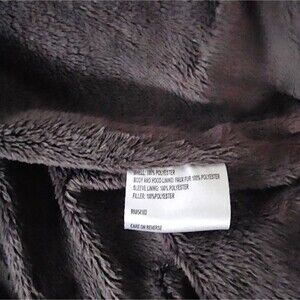 SHELL: 100% POLYESTER
BODY AND HOOD LINING: FAUX FUR: 100% POLYESTER
SLEEVE LINING: 100% POLYESTER
FILLER: 100%POLYESTER
CARE ON REVERSE